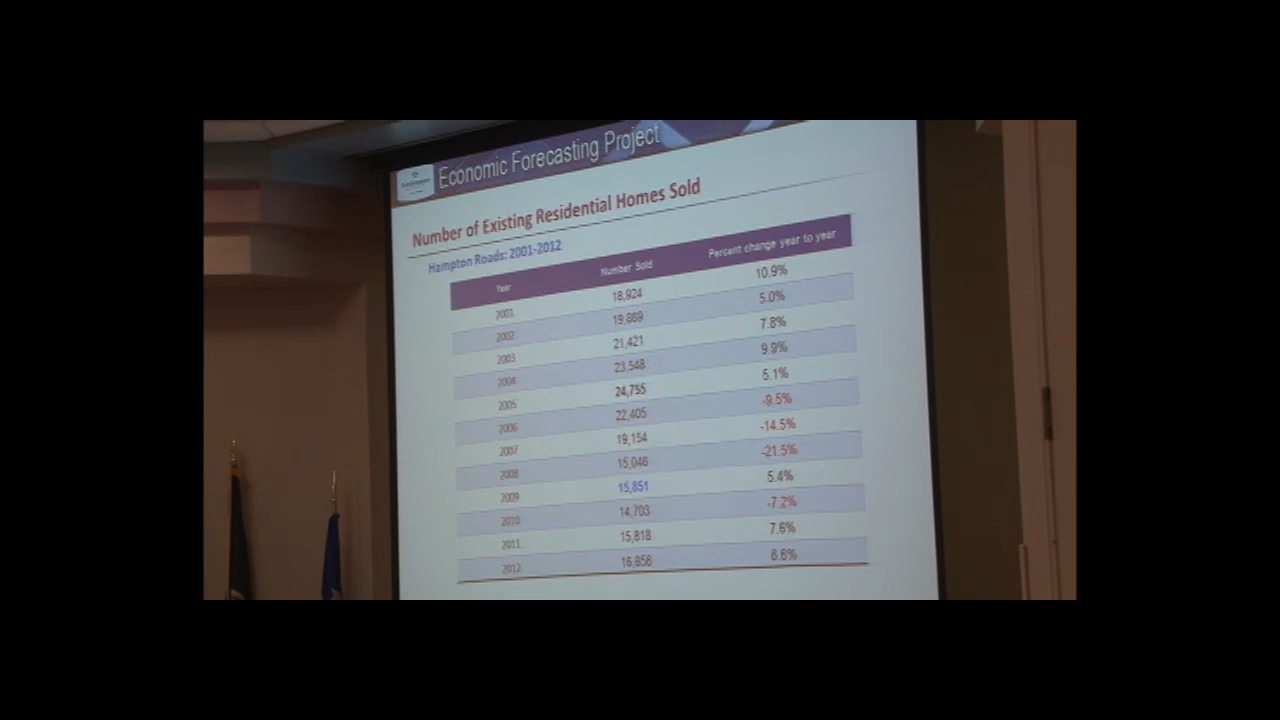 Economic Forecasting Project
Number of Existing Residential Homes Sold
Hampton Roads: 2001-2012
Year Number Sold Percent change year to year
2001 18,924 10.9%
2002 19,869 5.0%
2003 21,421 7.8%
2004 23,548 9.9%
2005 24,755 5.1%
2006 22,405 -9.5%
2007 19,154 -14.5%
2008 15,046 -21.5%
2009 15,851 5.4%
2010 14,703 -7.2%
2011 15,818 7.6%
2012 16,856 6.6%